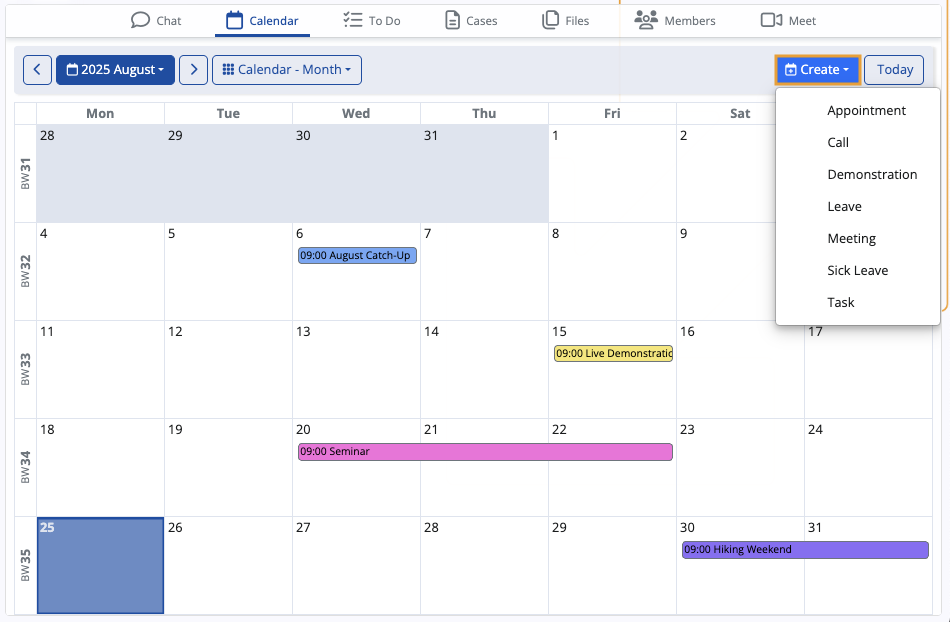 Chat Calendar To Do Cases Files Members Meet
2025 August Calendar - Month Create Today
Appointment
Call
Demonstration
Leave
Meeting
Sick Leave
Task
Mon Tue Wed Thu Fri Sat
BW31 28 29 30 31 1 2
BW32 4 5 6 7 8 9
09:00 August Catch-Up
BW33 11 12 13 14 15 16 17
09:00 Live Demonstratio
BW34 18 19 20 21 22 23 24
09:00 Seminar
BW35 25 26 27 28 29 30 31
09:00 Hiking Weekend